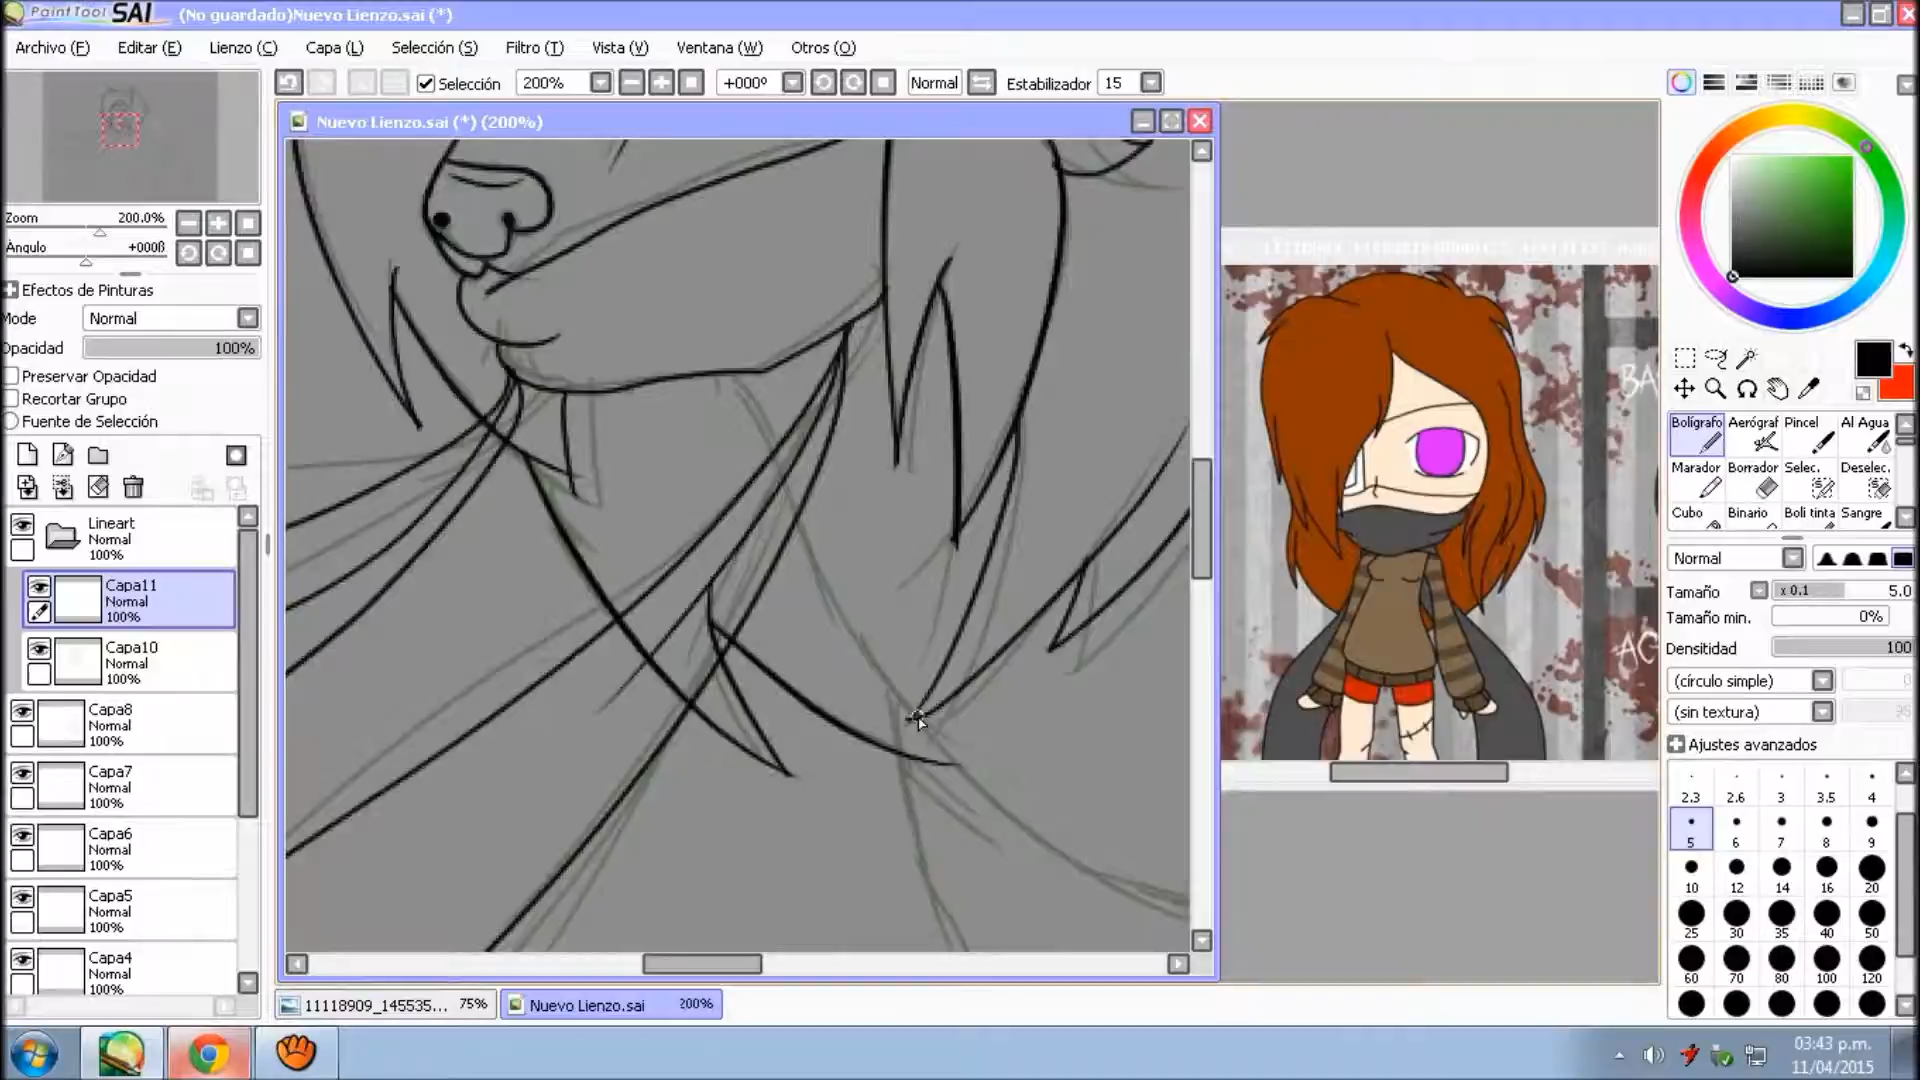 PaintTool SAI (No guardado)Nuevo Lienzo.sai (*)
Archivo (F) Editar (E) Lienzo (C) Capa (L) Selección (S) Filtro (T) Vista (V) Ventana (W) Otros (O)
Selección 200% +000º Normal Estabilizador 15
Nuevo Lienzo.sai (*) (200%)
Zoom 200.0%
Ángulo +000ß
Efectos de Pinturas
Mode Normal
Opacidad 100%
Preservar Opacidad
Recortar Grupo
Fuente de Selección
Lineart
Normal
100%
Capa11
Normal
100%
Capa10
Normal
100%
Capa8
Normal
100%
Capa7
Normal
100%
Capa6
Normal
100%
Capa5
Normal
100%
Capa4
Normal
100%
BA
AC
Bolígrafo Aerógraf Pincel Al Agua
Marador Borrador Selec. Deselec.
Cubo Binario Boli tinta Sangre
Normal
Tamaño x 0.1 5.0
Tamaño min. 0%
Densitidad 100
(círculo simple)
(sin textura) 95
Ajustes avanzados
2.3 2.6 3 3.5 4
5 6 7 8 9
10 12 14 16 20
25 30 35 40 50
60 70 80 100 120
11118909_145535... 75% Nuevo Lienzo.sai 200%
03:43 p.m.
11/04/2015